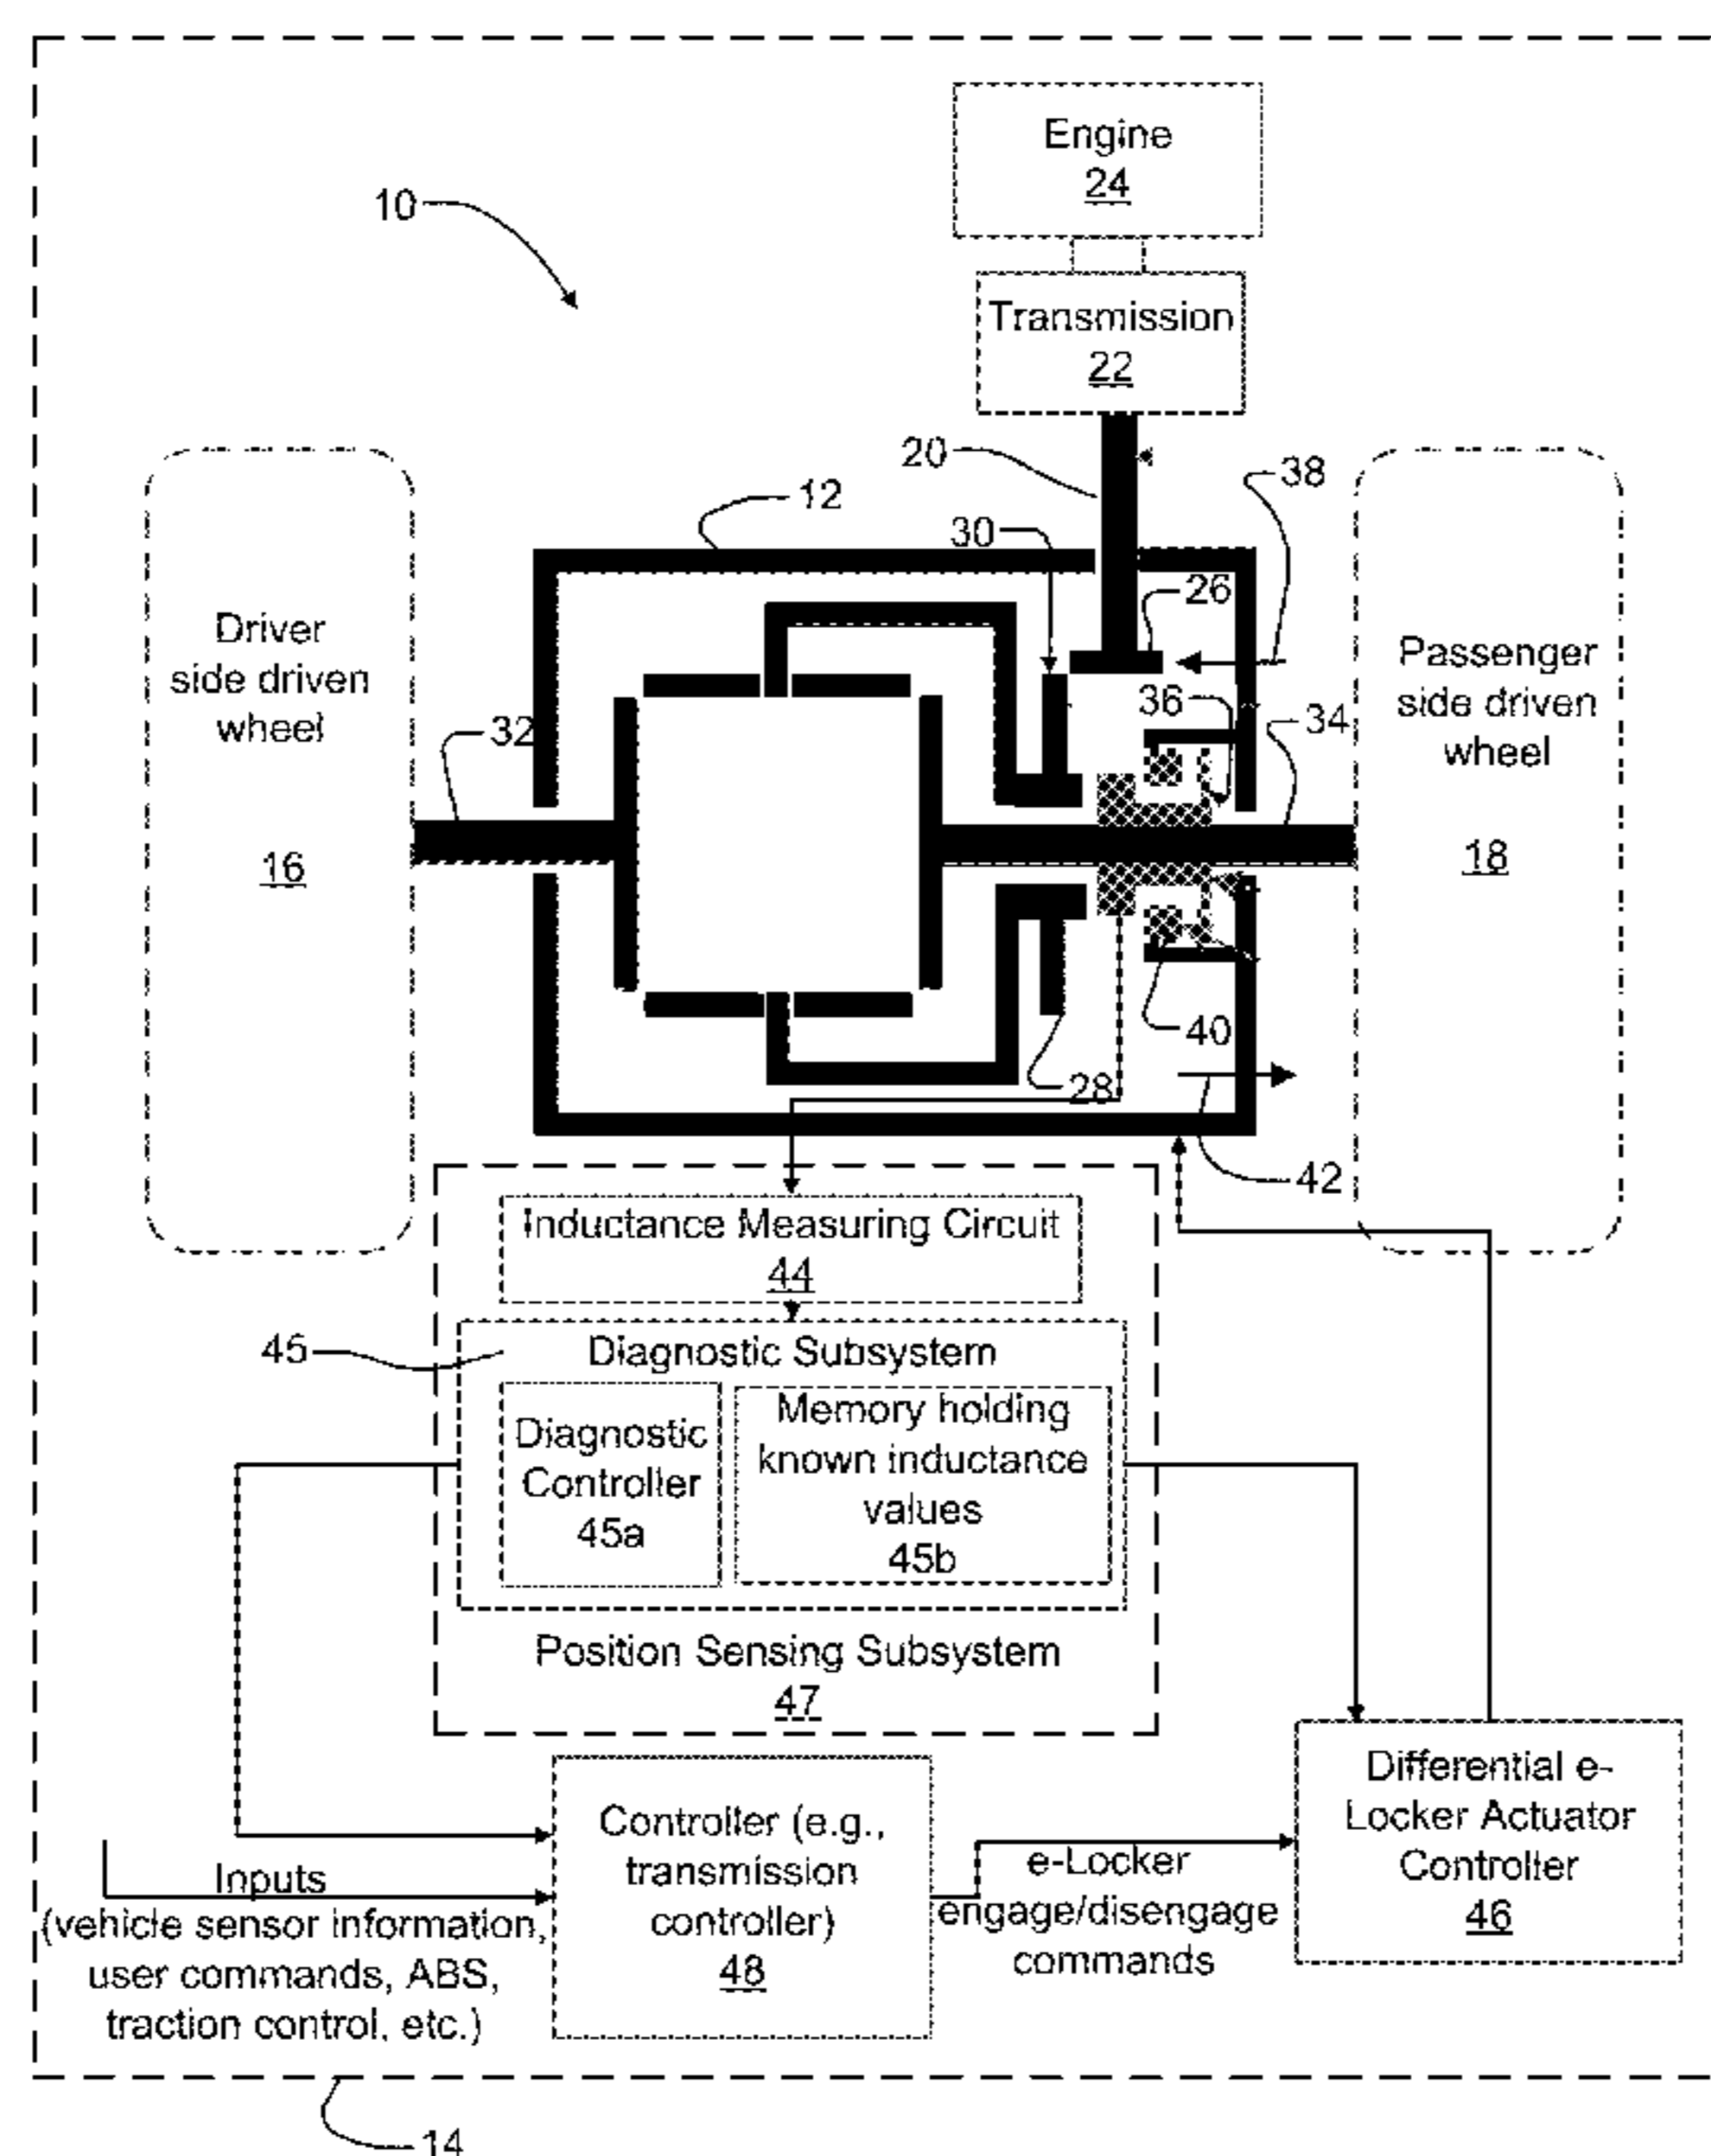 Engine
24
10
Transmission
22
20
38
12
30
26
Driver
side driven
wheel
16
Passenger
side driven
wheel
18
36
34
32
40
28
42
Inductance Measuring Circuit
44
45
Diagnostic Subsystem
Diagnostic
Controller
45a
Memory holding
known inductance
values
45b
Position Sensing Subsystem
47
Differential e-
Locker Actuator
Controller
46
Controller (e.g.,
transmission
controller)
48
e-Locker
engage/disengage
commands
Inputs
(vehicle sensor information,
user commands, ABS,
traction control, etc.)
14